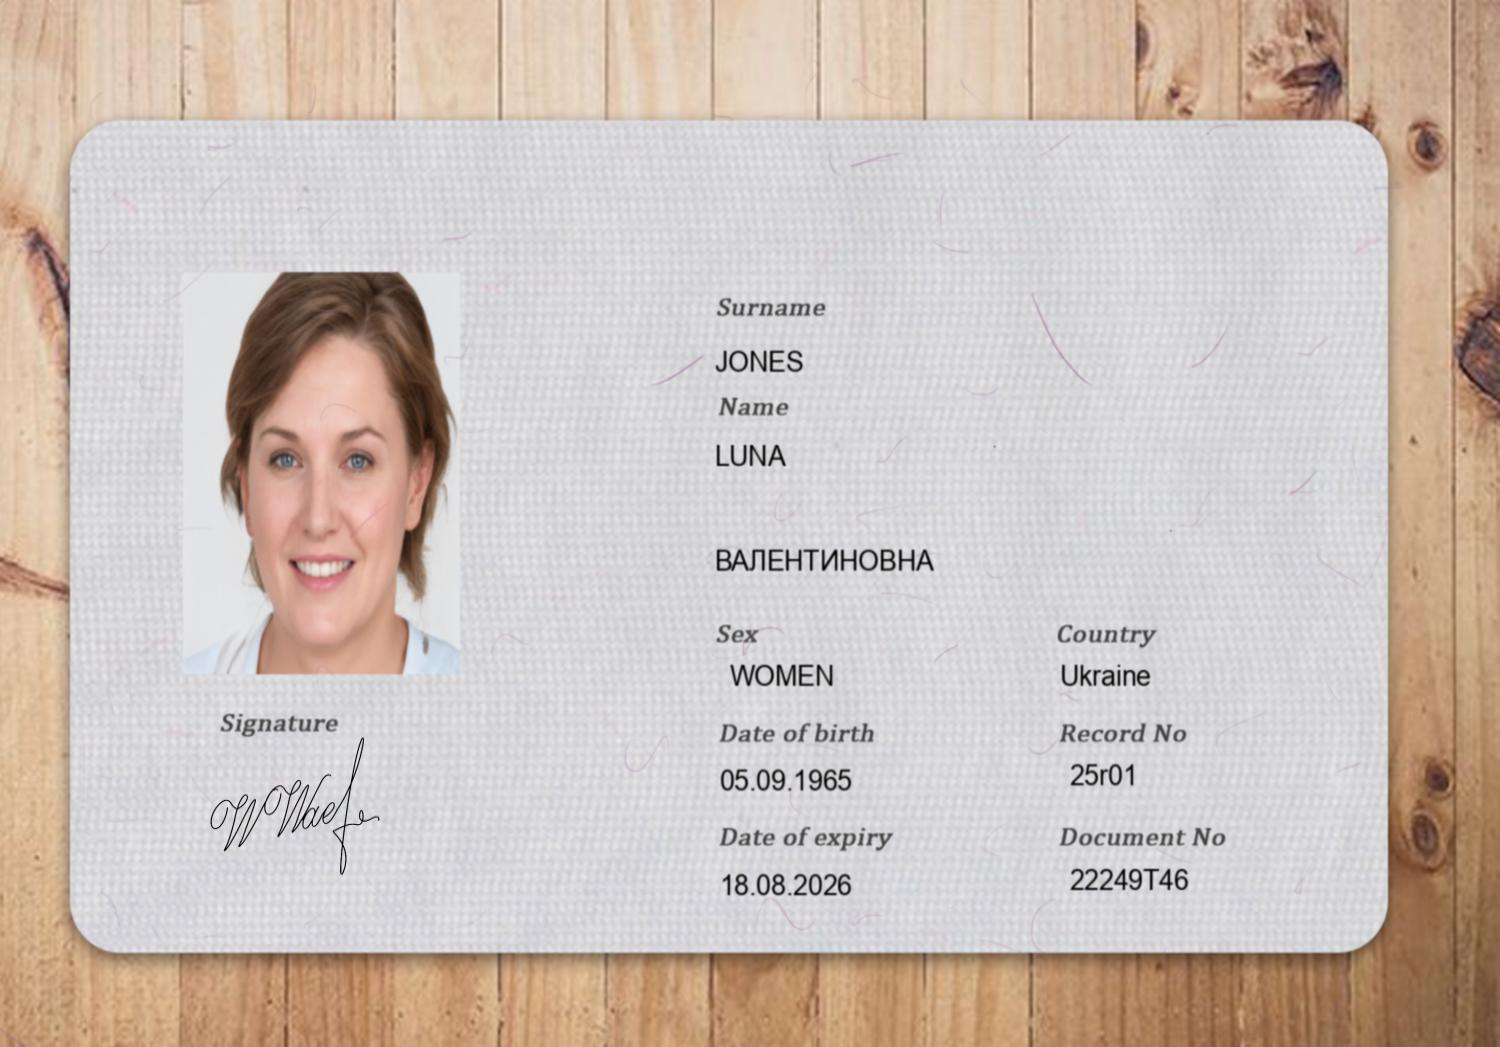 Surname
JONES
Name
LUNA
ВАЛЕНТИНОВНА
Sex Country
WOMEN Ukraine
Date of birth Record No
05.09.1965 25r01
Date of expiry Document No
18.08.2026 22249T46
Signature